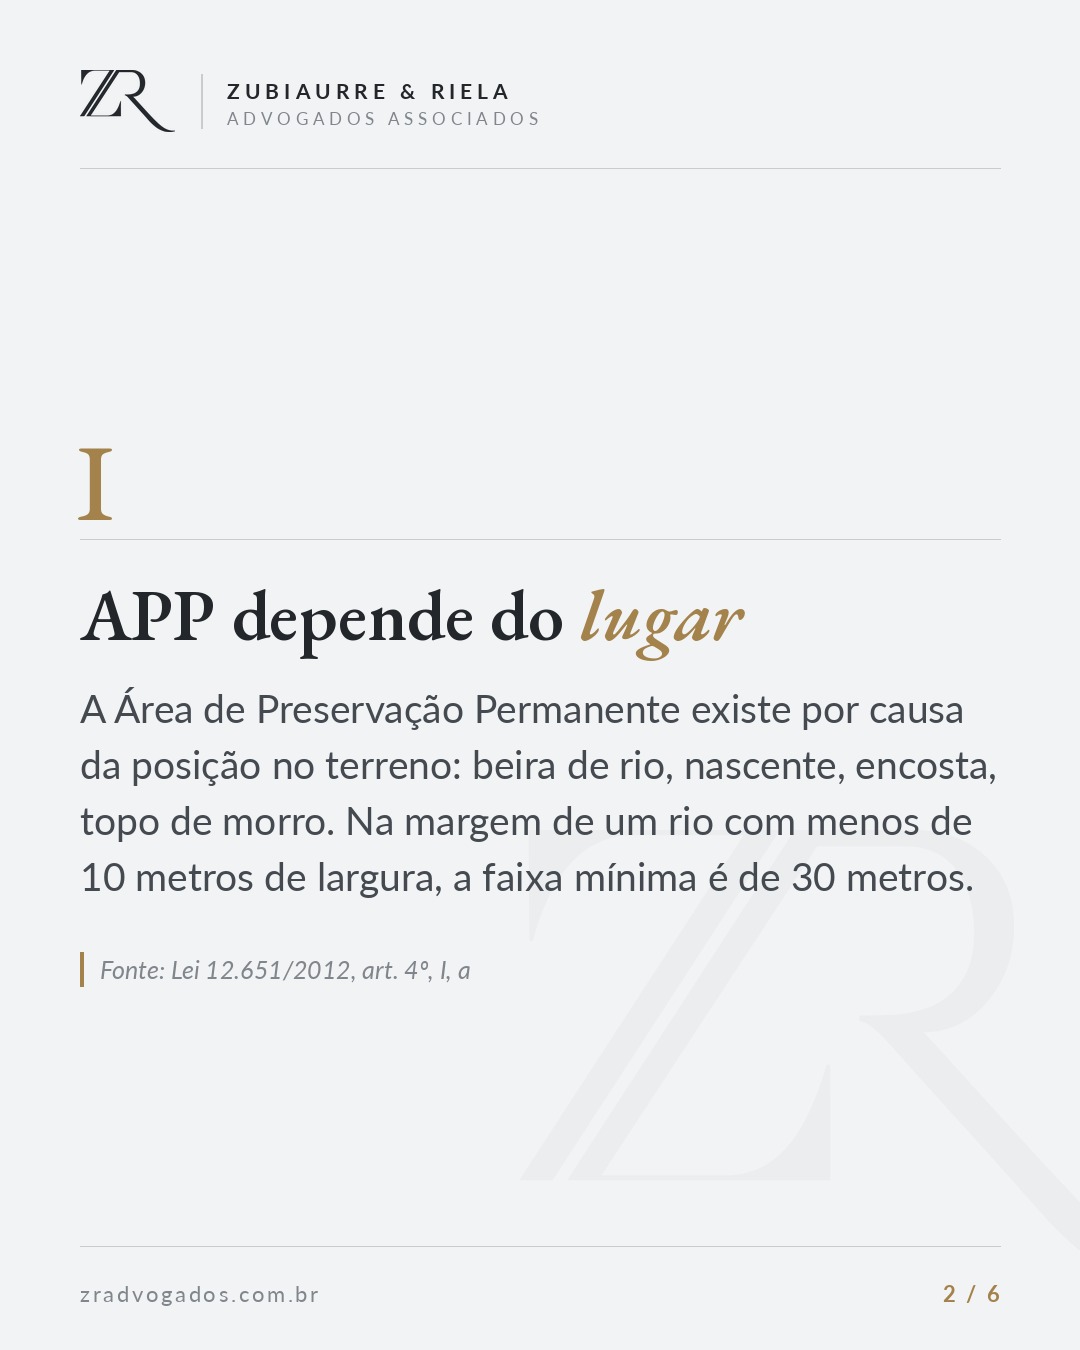 ZR
ZUBIAURRE & RIELA
ADVOGADOS ASSOCIADOS
I
APP depende do lugar
A Área de Preservação Permanente existe por causa
da posição no terreno: beira de rio, nascente, encosta,
topo de morro. Na margem de um rio com menos de
10 metros de largura, a faixa mínima é de 30 metros.
Fonte: Lei 12.651/2012, art. 4º, I, a
ZR
zradvogados.com.br
2 / 6